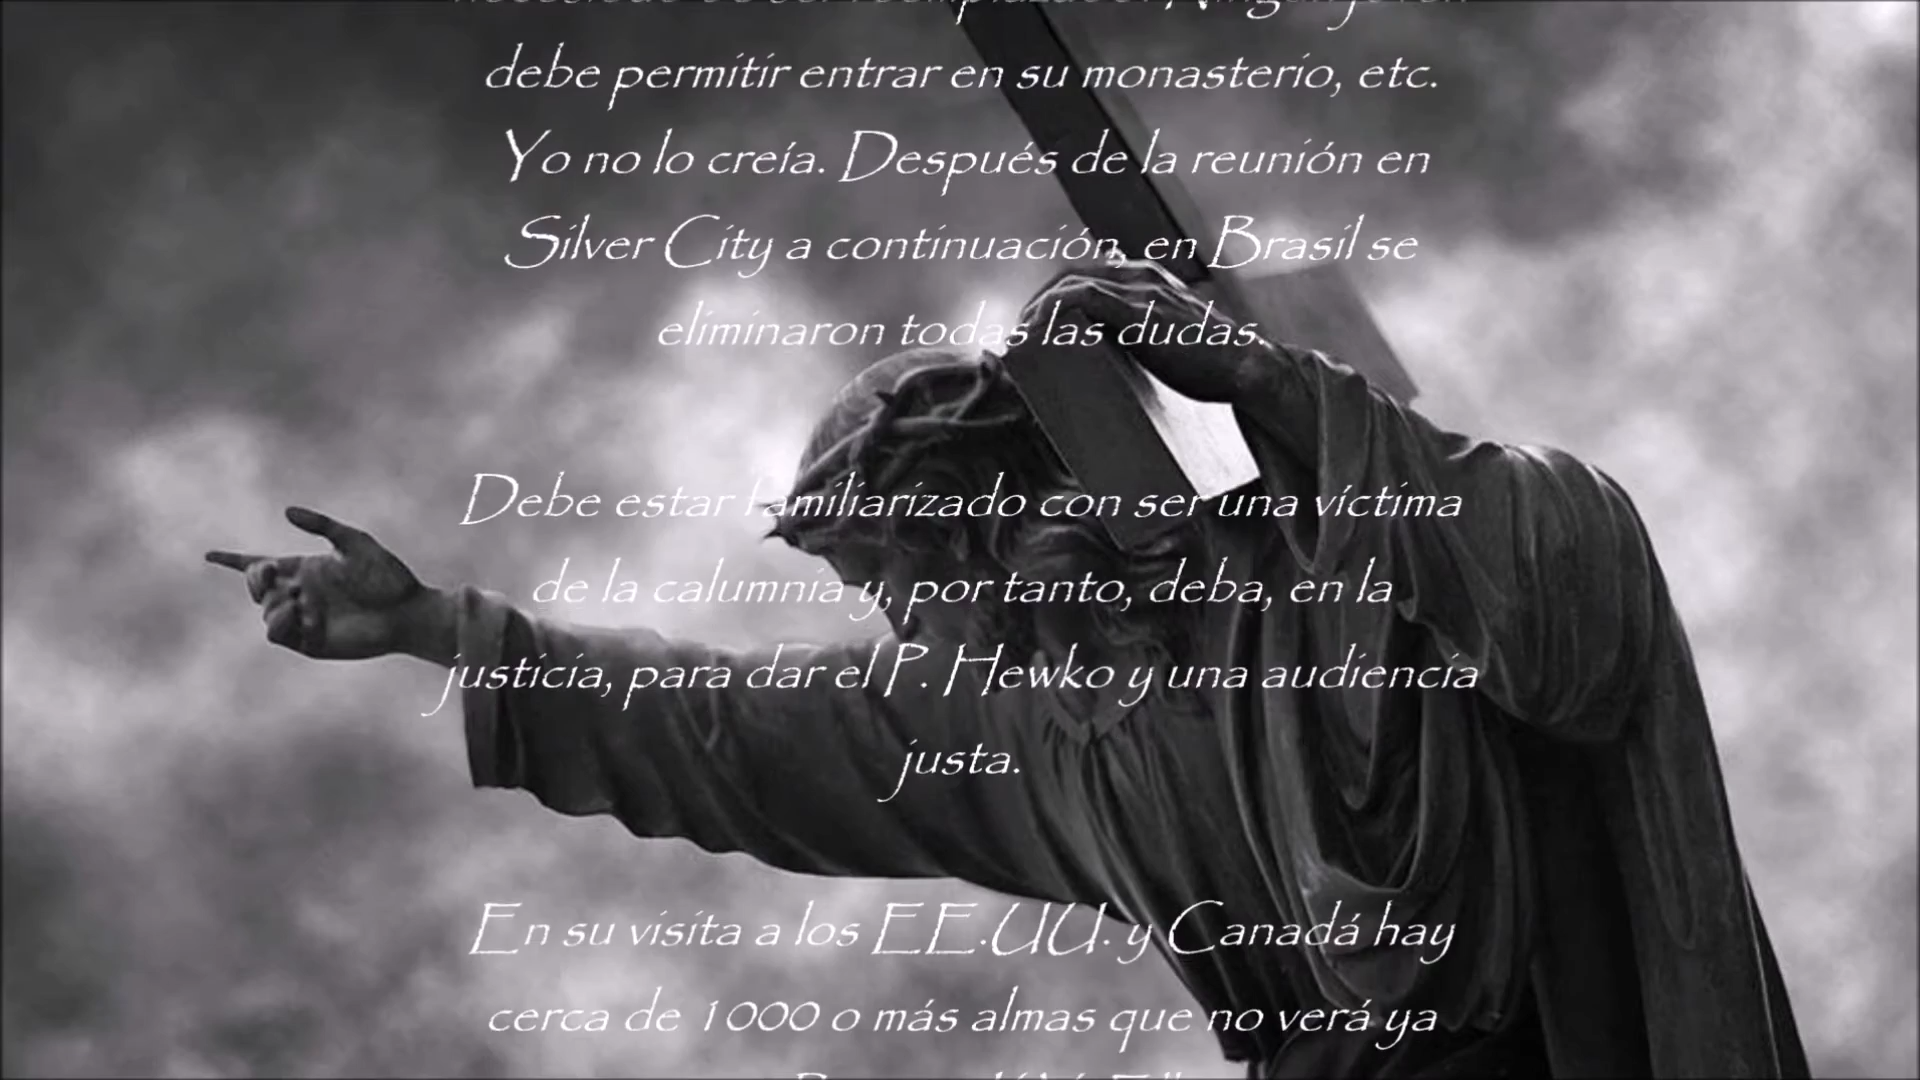 debe permitir entrar en su monasterio, etc.
Yo no lo creía. Después de la reunión en
Silver City a continuación, en Brasil se
eliminaron todas las dudas.
Debe estar familiarizado con ser una víctima
de la calumnia y, por tanto, deba, en la
justicia, para dar el P. Hewko y una audiencia
justa.
En su visita a los EE.UU. y Canadá hay
cerca de 1000 o más almas que no verá ya